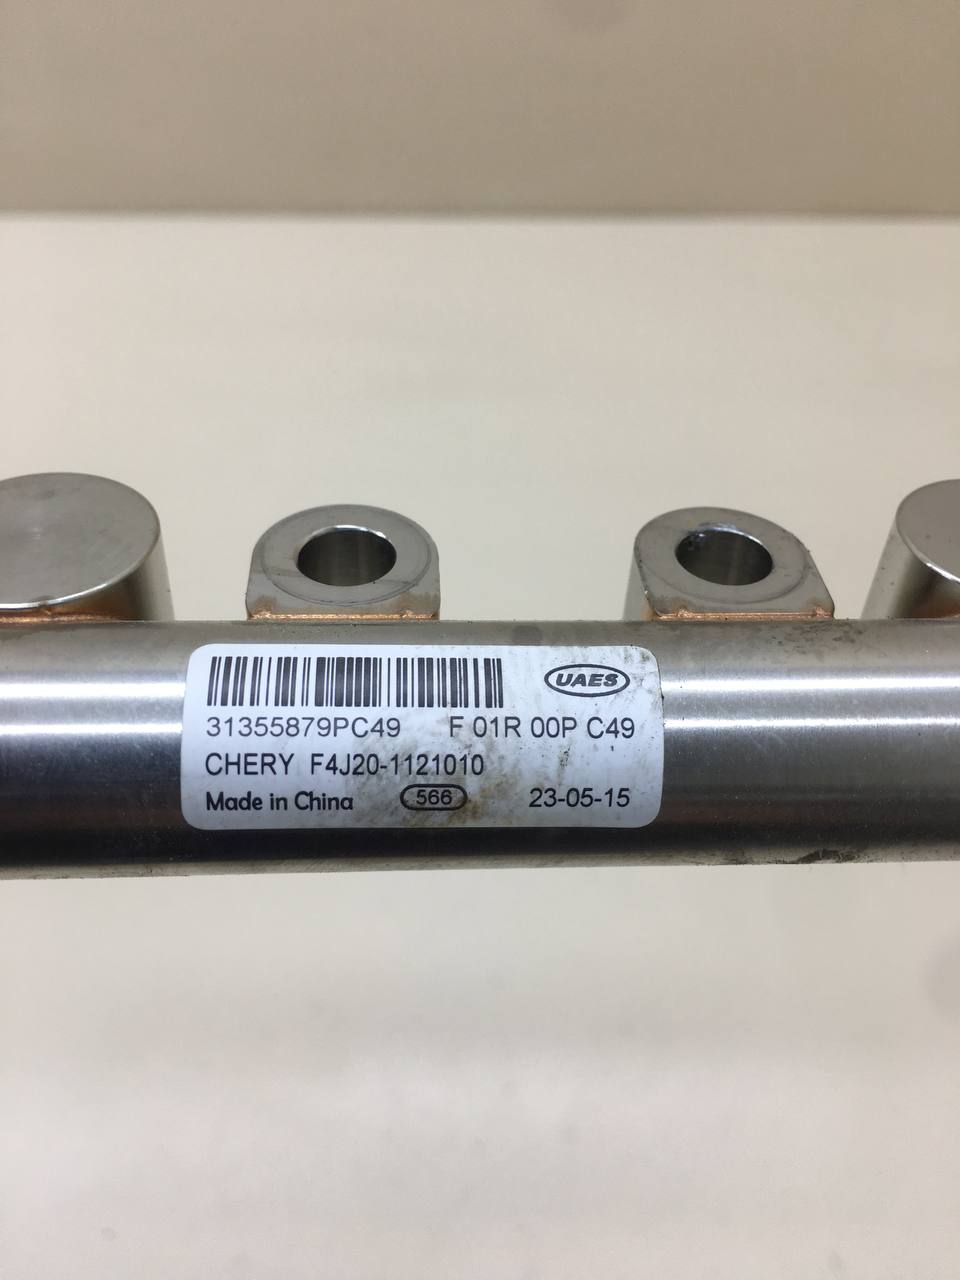 UAES
31355879PC49 F 01R 00P C49
CHERY F4J20-1121010
Made in China 566 23-05-15